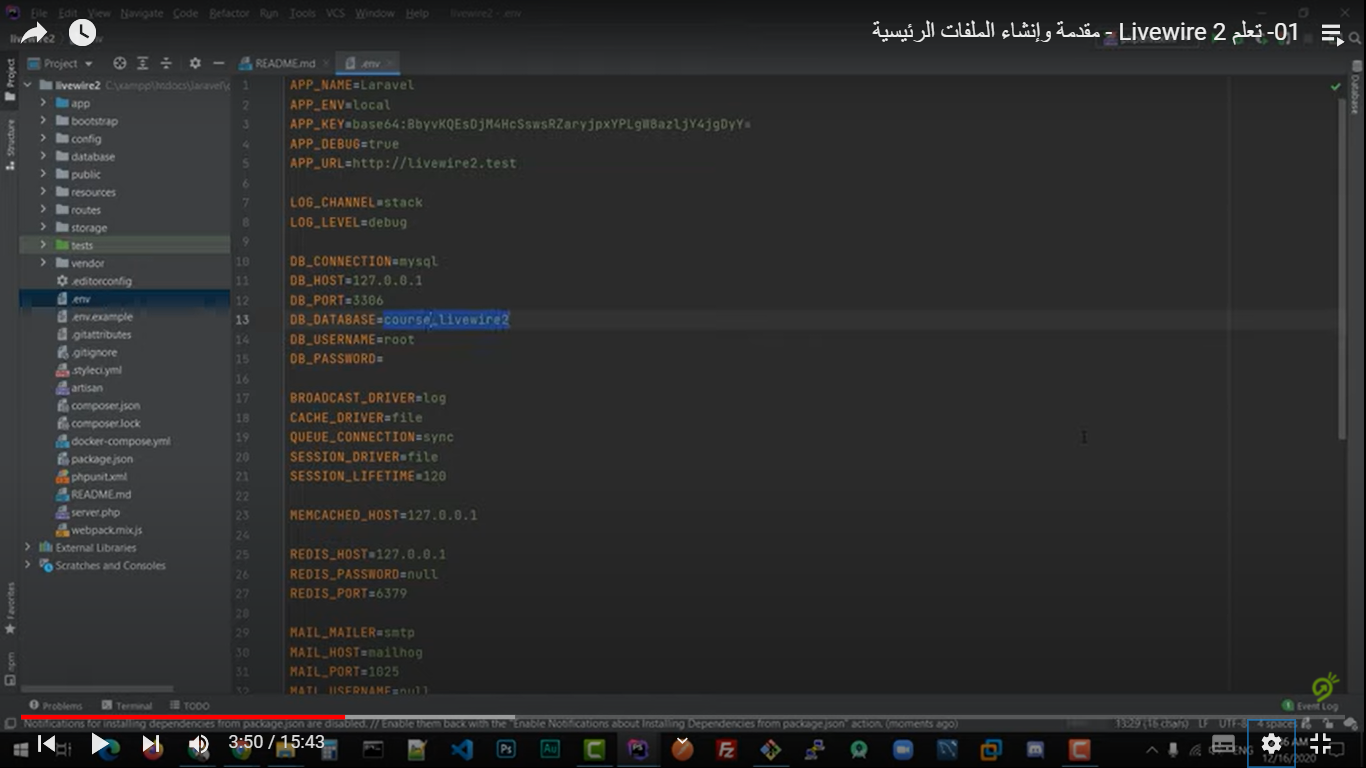 File Edit View Navigate Code Refactor Run Tools VCS Window Help livewire2 - .env
01- تعلم Livewire 2 - مقدمة وإنشاء الملفات الرئيسية
livewire2
Project
README.md
.env
Project
Structure
Favorites
npm
Database
livewire2 C:\xampp\htdocs\laravel\
app
bootstrap
config
database
public
resources
routes
storage
tests
vendor
.editorconfig
.env
.env.example
.gitattributes
.gitignore
.styleci.yml
artisan
composer.json
composer.lock
docker-compose.yml
package.json
phpunit.xml
README.md
server.php
webpack.mix.js
External Libraries
Scratches and Consoles
1 APP_NAME=Laravel
2 APP_ENV=local
3 APP_KEY=base64:BbyvKQEsDjM4HcSswsRZaryjpxYPLgW8azljY4jgDyY=
4 APP_DEBUG=true
5 APP_URL=http://livewire2.test
6
7 LOG_CHANNEL=stack
8 LOG_LEVEL=debug
9
10 DB_CONNECTION=mysql
11 DB_HOST=127.0.0.1
12 DB_PORT=3306
13 DB_DATABASE=course_livewire2
14 DB_USERNAME=root
15 DB_PASSWORD=
16
17 BROADCAST_DRIVER=log
18 CACHE_DRIVER=file
19 QUEUE_CONNECTION=sync
20 SESSION_DRIVER=file
21 SESSION_LIFETIME=120
22
23 MEMCACHED_HOST=127.0.0.1
24
25 REDIS_HOST=127.0.0.1
26 REDIS_PASSWORD=null
27 REDIS_PORT=6379
28
29 MAIL_MAILER=smtp
30 MAIL_HOST=mailhog
31 MAIL_PORT=1025
32 MAIL_USERNAME=null
Problems Terminal TODO Event Log
Notifications for installing dependencies from package.json are disabled. // Enable them back with the "Enable Notifications about Installing Dependencies from package.json" action. (moments ago)
13:29 (16 chars) LF UTF-8 4 spaces
3:50 / 15:43
ENG
12/16/2020